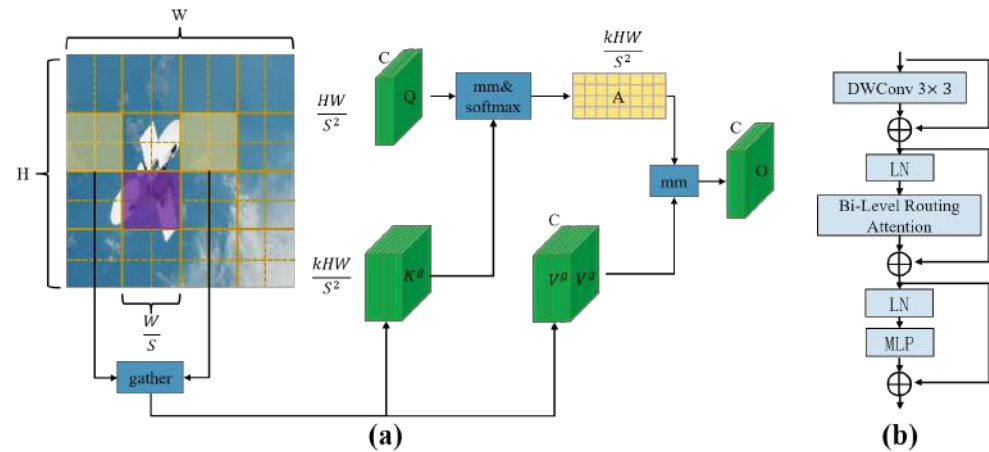 W
H
W/S
gather
HW/S²
C
Q
mm&
softmax
kHW/S²
A
kHW/S²
K^g
C
V^g V^g
mm
C
O
(a)
DWConv 3×3
LN
Bi-Level Routing
Attention
LN
MLP
(b)